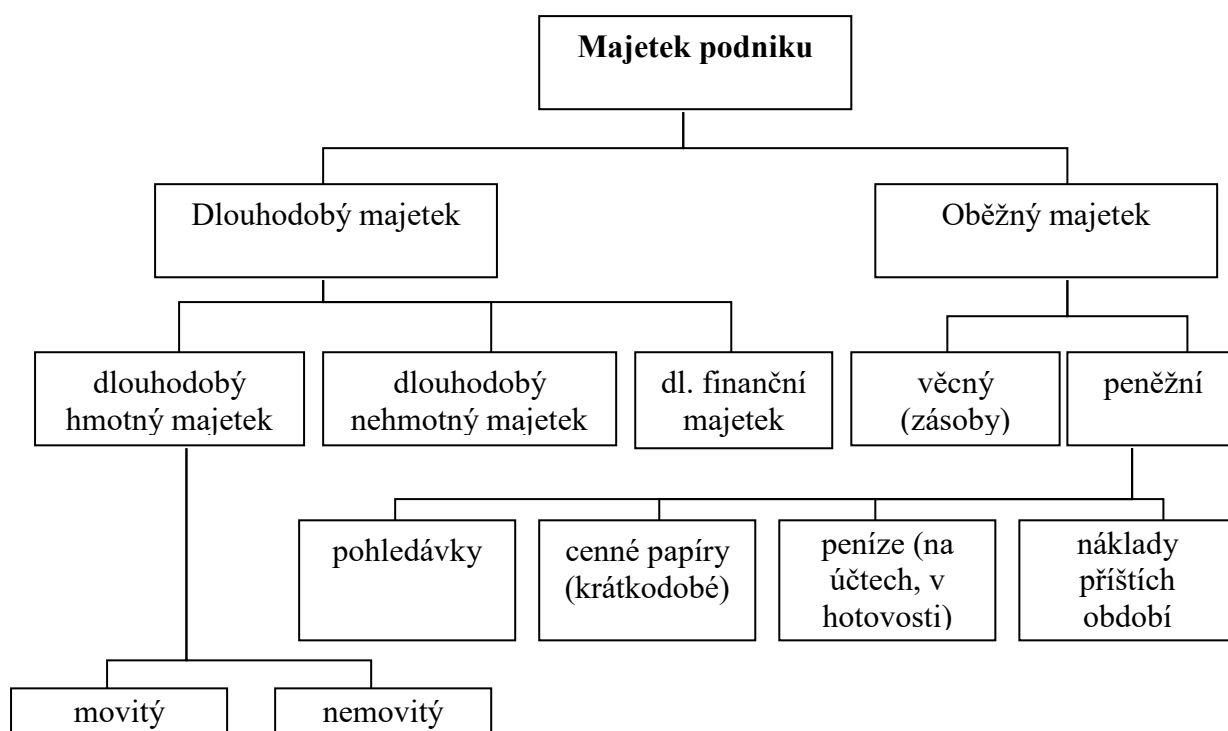 Majetek podniku
Dlouhodobý majetek
Oběžný majetek
dlouhodobý
hmotný majetek
dlouhodobý
nehmotný majetek
dl. finanční
majetek
věcný
(zásoby)
peněžní
pohledávky
cenné papíry
(krátkodobé)
peníze (na
účtech, v
hotovosti)
náklady
příštích
období
movitý
nemovitý